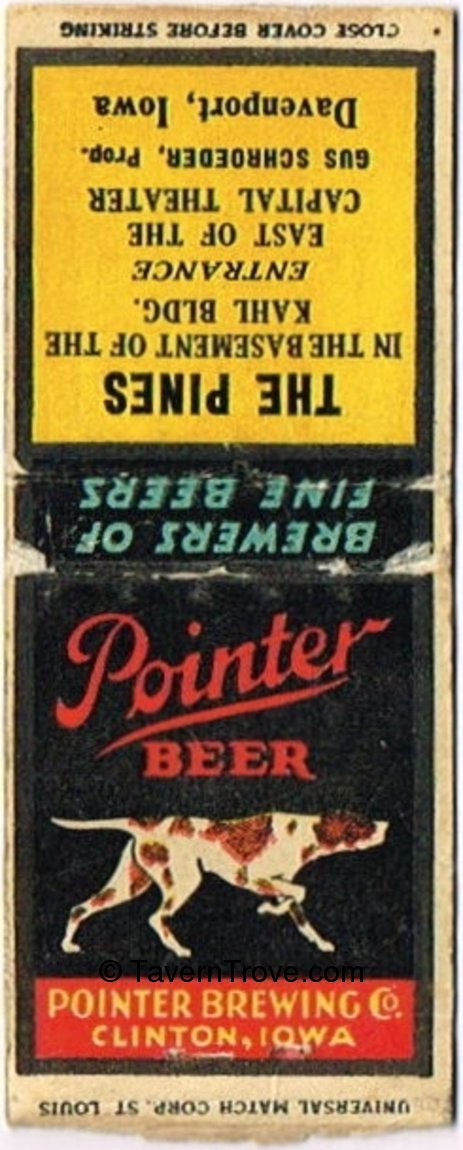 CLOSE COVER BEFORE STRIKING
THE PINES
IN THE BASEMENT OF THE
KAHL BLDG.
ENTRANCE
EAST OF THE
CAPITAL THEATER
GUS SCHROEDER, Prop.
Davenport, Iowa
BREWERS OF
FINE BEERS
Pointer
BEER
© TavernTrove.com
POINTER BREWING CO.
CLINTON, IOWA
UNIVERSAL MATCH CORP. ST LOUIS